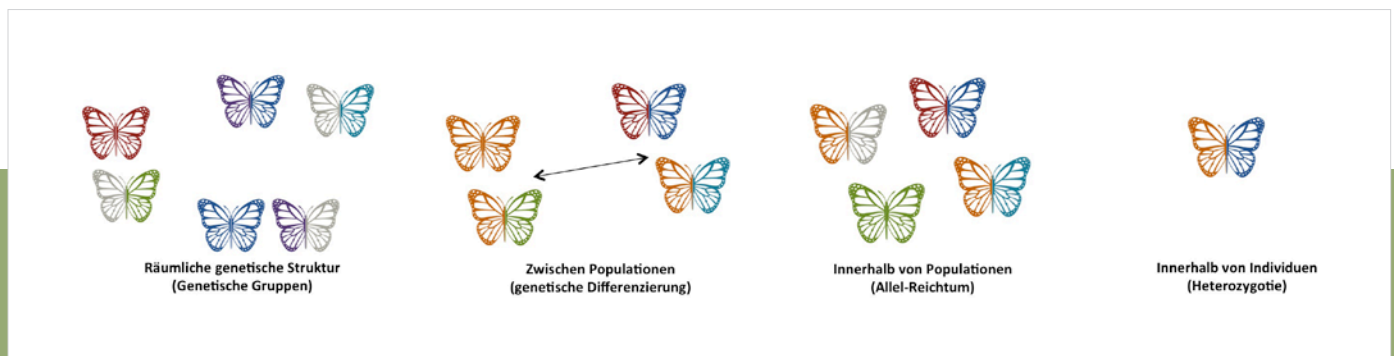 Räumliche genetische Struktur
(Genetische Gruppen)
Zwischen Populationen
(genetische Differenzierung)
Innerhalb von Populationen
(Allel-Reichtum)
Innerhalb von Individuen
(Heterozygotie)